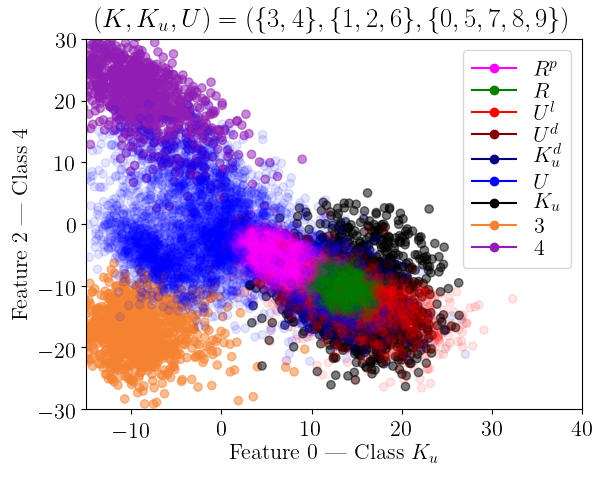 (K, K_u, U) = ({3, 4}, {1, 2, 6}, {0, 5, 7, 8, 9})
30
20
10
0
−10
−20
−30
Feature 2 — Class 4
R^p
R
U^l
U^d
K_u^d
U
K_u
3
4
−10
0
10
20
30
40
Feature 0 — Class K_u